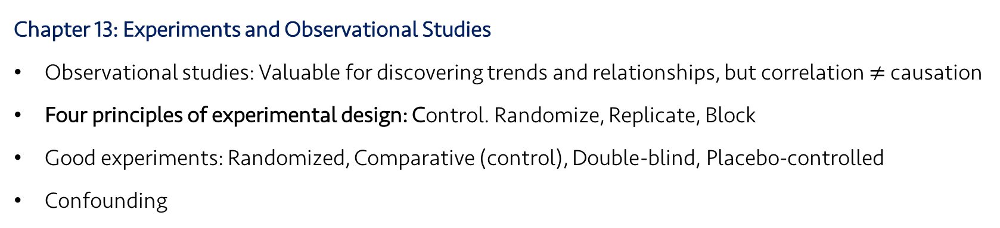 Chapter 13: Experiments and Observational Studies
• Observational studies: Valuable for discovering trends and relationships, but correlation ≠ causation
• Four principles of experimental design: Control. Randomize, Replicate, Block
• Good experiments: Randomized, Comparative (control), Double-blind, Placebo-controlled
• Confounding